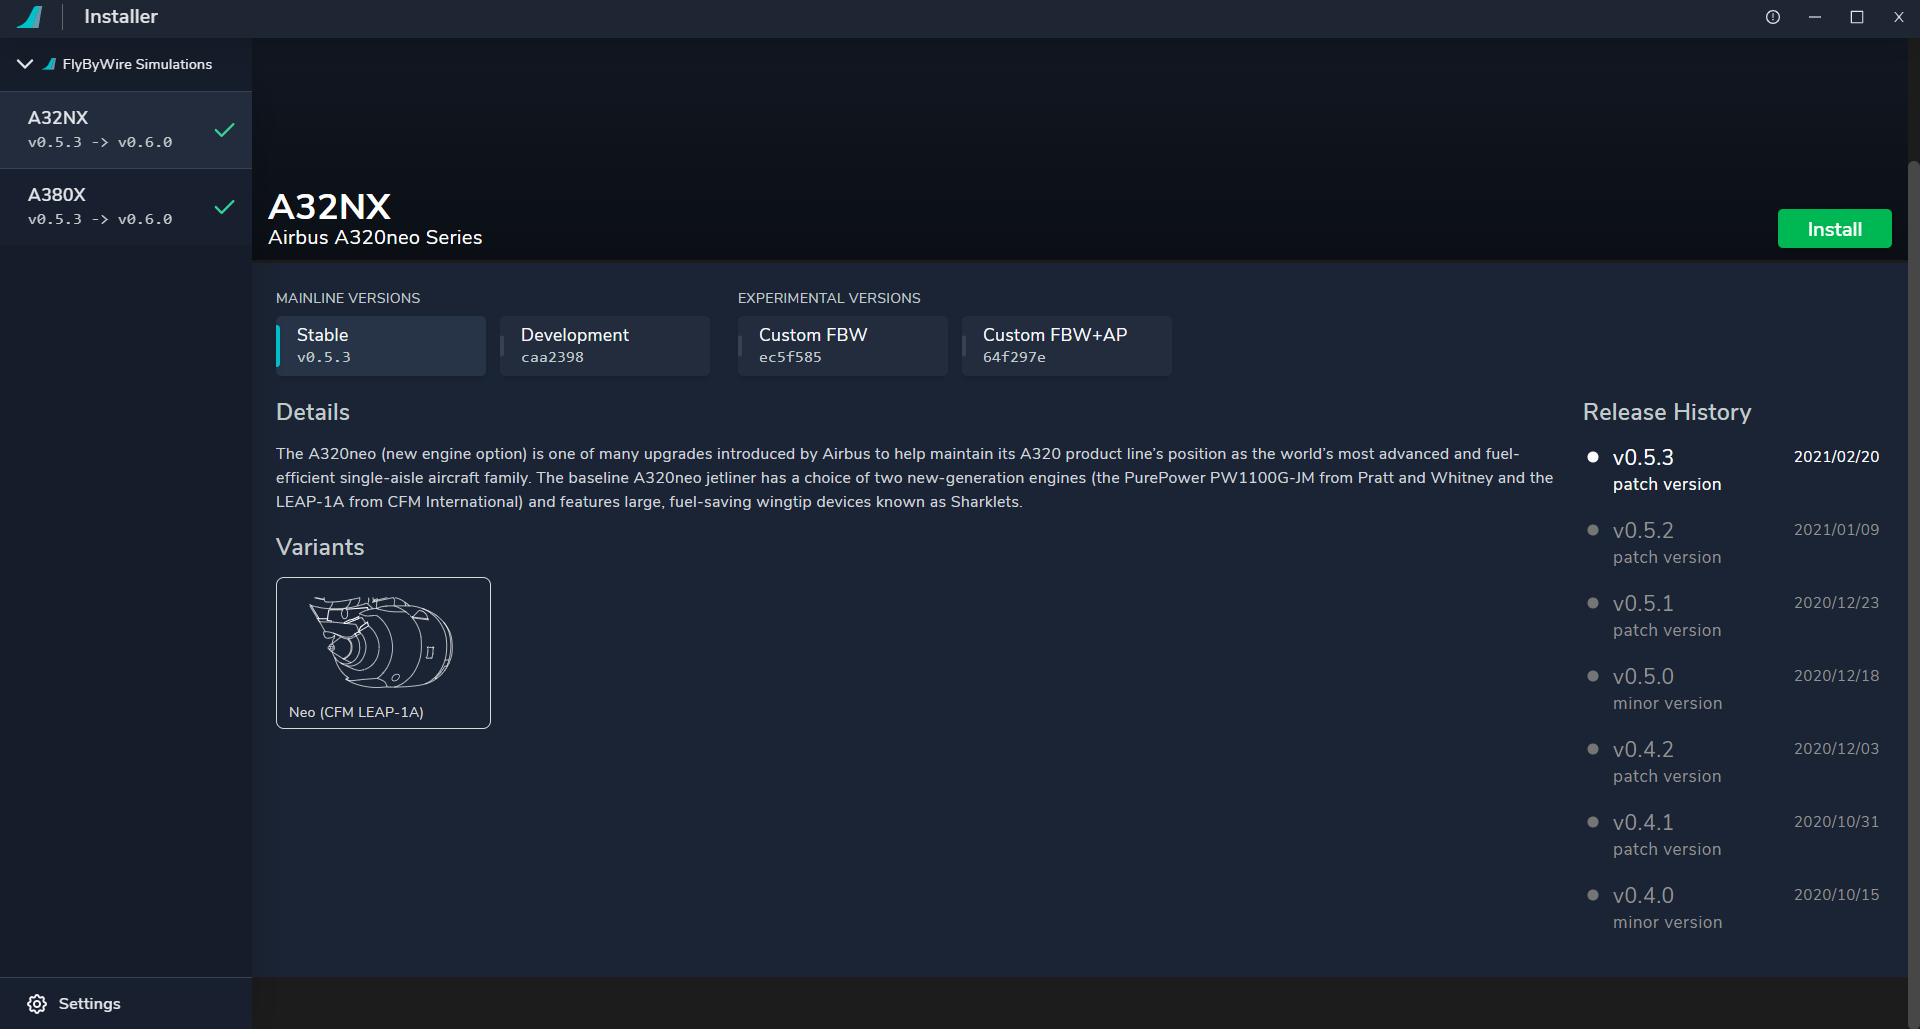 Installer
X
FlyByWire Simulations
A32NX
v0.5.3 -> v0.6.0
A380X
v0.5.3 -> v0.6.0
A32NX
Airbus A320neo Series
Install
MAINLINE VERSIONS
EXPERIMENTAL VERSIONS
Stable
v0.5.3
Development
caa2398
Custom FBW
ec5f585
Custom FBW+AP
64f297e
Details
The A320neo (new engine option) is one of many upgrades introduced by Airbus to help maintain its A320 product line’s position as the world’s most advanced and fuel-
efficient single-aisle aircraft family. The baseline A320neo jetliner has a choice of two new-generation engines (the PurePower PW1100G-JM from Pratt and Whitney and the
LEAP-1A from CFM International) and features large, fuel-saving wingtip devices known as Sharklets.
Variants
Neo (CFM LEAP-1A)
Release History
v0.5.3 2021/02/20
patch version
v0.5.2 2021/01/09
patch version
v0.5.1 2020/12/23
patch version
v0.5.0 2020/12/18
minor version
v0.4.2 2020/12/03
patch version
v0.4.1 2020/10/31
patch version
v0.4.0 2020/10/15
minor version
Settings